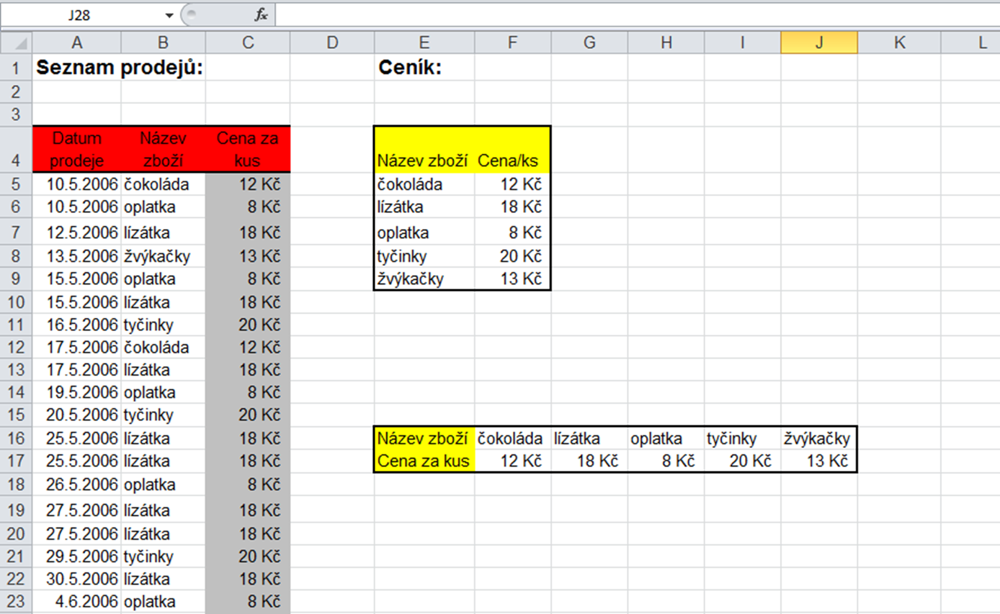 J28 fx
A B C D E F G H I J K L
1 Seznam prodejů: Ceník:
2
3
Datum Název Cena za
4 prodeje zboží kus Název zboží Cena/ks
5 10.5.2006 čokoláda 12 Kč čokoláda 12 Kč
6 10.5.2006 oplatka 8 Kč lízátka 18 Kč
7 12.5.2006 lízátka 18 Kč oplatka 8 Kč
8 13.5.2006 žvýkačky 13 Kč tyčinky 20 Kč
9 15.5.2006 oplatka 8 Kč žvýkačky 13 Kč
10 15.5.2006 lízátka 18 Kč
11 16.5.2006 tyčinky 20 Kč
12 17.5.2006 čokoláda 12 Kč
13 17.5.2006 lízátka 18 Kč
14 19.5.2006 oplatka 8 Kč
15 20.5.2006 tyčinky 20 Kč
16 25.5.2006 lízátka 18 Kč Název zboží čokoláda lízátka oplatka tyčinky žvýkačky
17 25.5.2006 lízátka 18 Kč Cena za kus 12 Kč 18 Kč 8 Kč 20 Kč 13 Kč
18 26.5.2006 oplatka 8 Kč
19 27.5.2006 lízátka 18 Kč
20 27.5.2006 lízátka 18 Kč
21 29.5.2006 tyčinky 20 Kč
22 30.5.2006 lízátka 18 Kč
23 4.6.2006 oplatka 8 Kč